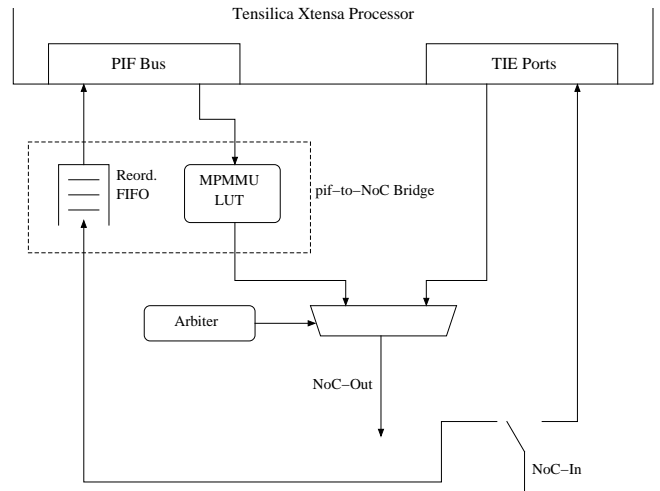 Tensilica Xtensa Processor
PIF Bus
TIE Ports
Reord.
FIFO
MPMMU
LUT
pif−to−NoC Bridge
Arbiter
NoC−Out
NoC−In